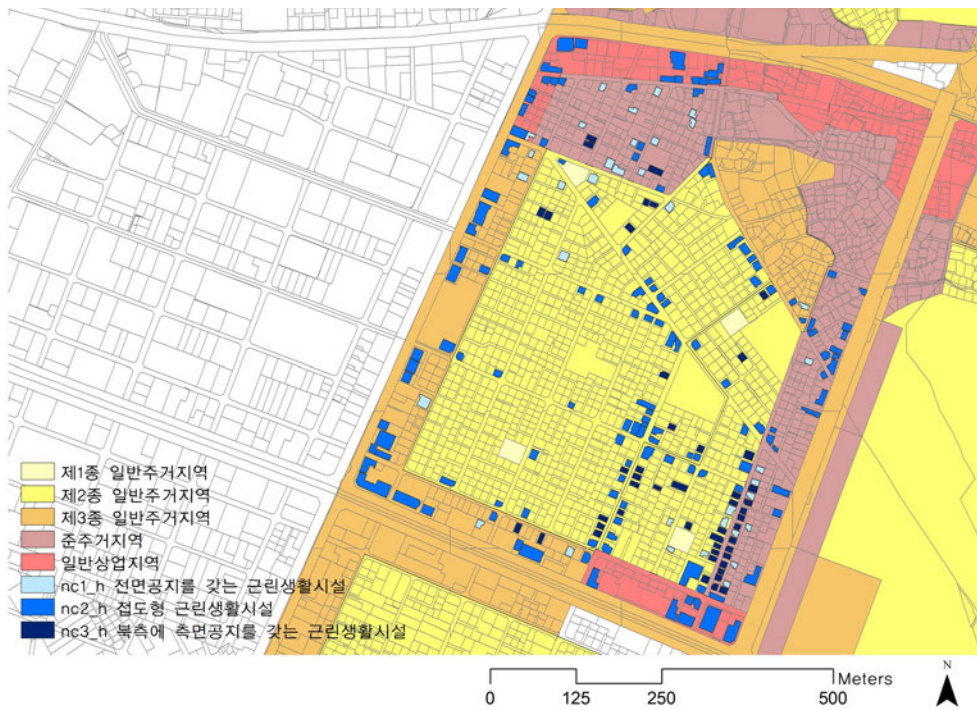 제1종 일반주거지역
제2종 일반주거지역
제3종 일반주거지역
준주거지역
일반상업지역
nc1_h 전면공지를 갖는 근린생활시설
nc2_h 접도형 근린생활시설
nc3_h 북측에 측면공지를 갖는 근린생활시설
Meters
0 125 250 500
N